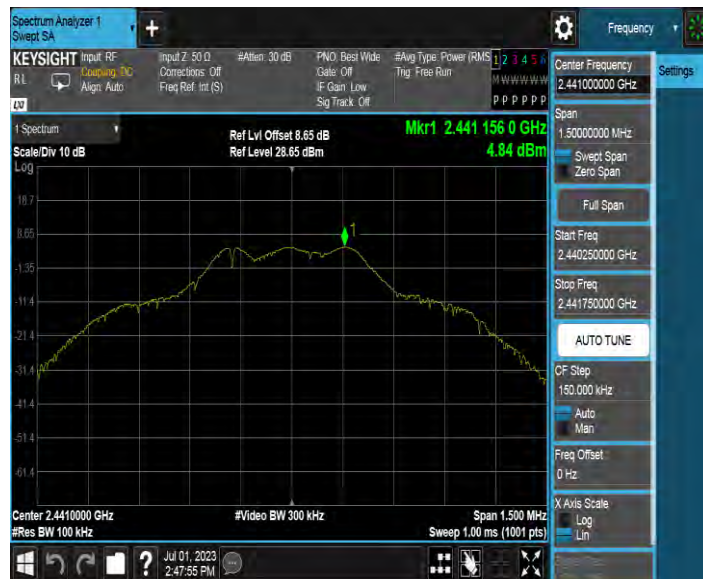 Spectrum Analyzer 1
Swept SA
+
Frequency
KEYSIGHT
RL
LXI
Input: RF
Coupling: DC
Align: Auto
Input Z: 50 Ω
Corrections: Off
Freq Ref: Int (S)
#Atten: 30 dB
PNO: Best Wide
Gate: Off
IF Gain: Low
Sig Track: Off
#Avg Type: Power (RMS
Trig: Free Run
1 2 3 4 5 6
M W W W W W
P P P P P P
1 Spectrum
Scale/Div 10 dB
Ref Lvl Offset 8.65 dB
Ref Level 28.65 dBm
Mkr1 2.441 156 0 GHz
4.84 dBm
Log
18.7
8.65
-1.35
-11.4
-21.4
-31.4
-41.4
-51.4
-61.4
1
Center 2.4410000 GHz
#Res BW 100 kHz
#Video BW 300 kHz
Span 1.500 MHz
Sweep 1.00 ms (1001 pts)
Center Frequency
2.441000000 GHz
Settings
Span
1.50000000 MHz
Swept Span
Zero Span
Full Span
Start Freq
2.440250000 GHz
Stop Freq
2.441750000 GHz
AUTO TUNE
CF Step
150.000 kHz
Auto
Man
Freq Offset
0 Hz
X Axis Scale
Log
Lin
?
Jul 01, 2023
2:47:55 PM